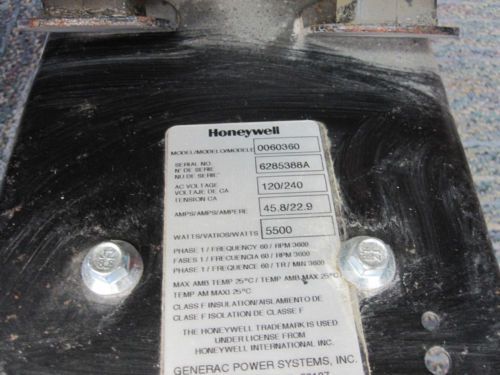 Honeywell
MODEL/MODELO/MODELE 0060360
SERIAL NO.
N° DE SERIE
NU DE SERIE
6285388A
AC VOLTAGE
VOLTAJE DE CA
TENSION CA
120/240
AMPS/AMPS/AMPERE 45.8/22.9
WATTS/VATIOS/WATTS 5500
PHASE 1 / FREQUENCY 60 / RPM 3600
FASES 1 / FRECUENCIA 60 / RPM 3600
PHASE 1 / FREQUENCE 60 / TR / MIN 3600
MAX AMB TEMP 25°C / TEMP AMB MAX 25°C
TEMP AM MAXI 25°C
CLASS F INSULATION/AISLAMIENTO DE
CLASE F ISOLATION DE CLASSE F
THE HONEYWELL TRADEMARK IS USED
UNDER LICENSE FROM
HONEYWELL INTERNATIONAL INC.
GENERAC POWER SYSTEMS, INC.